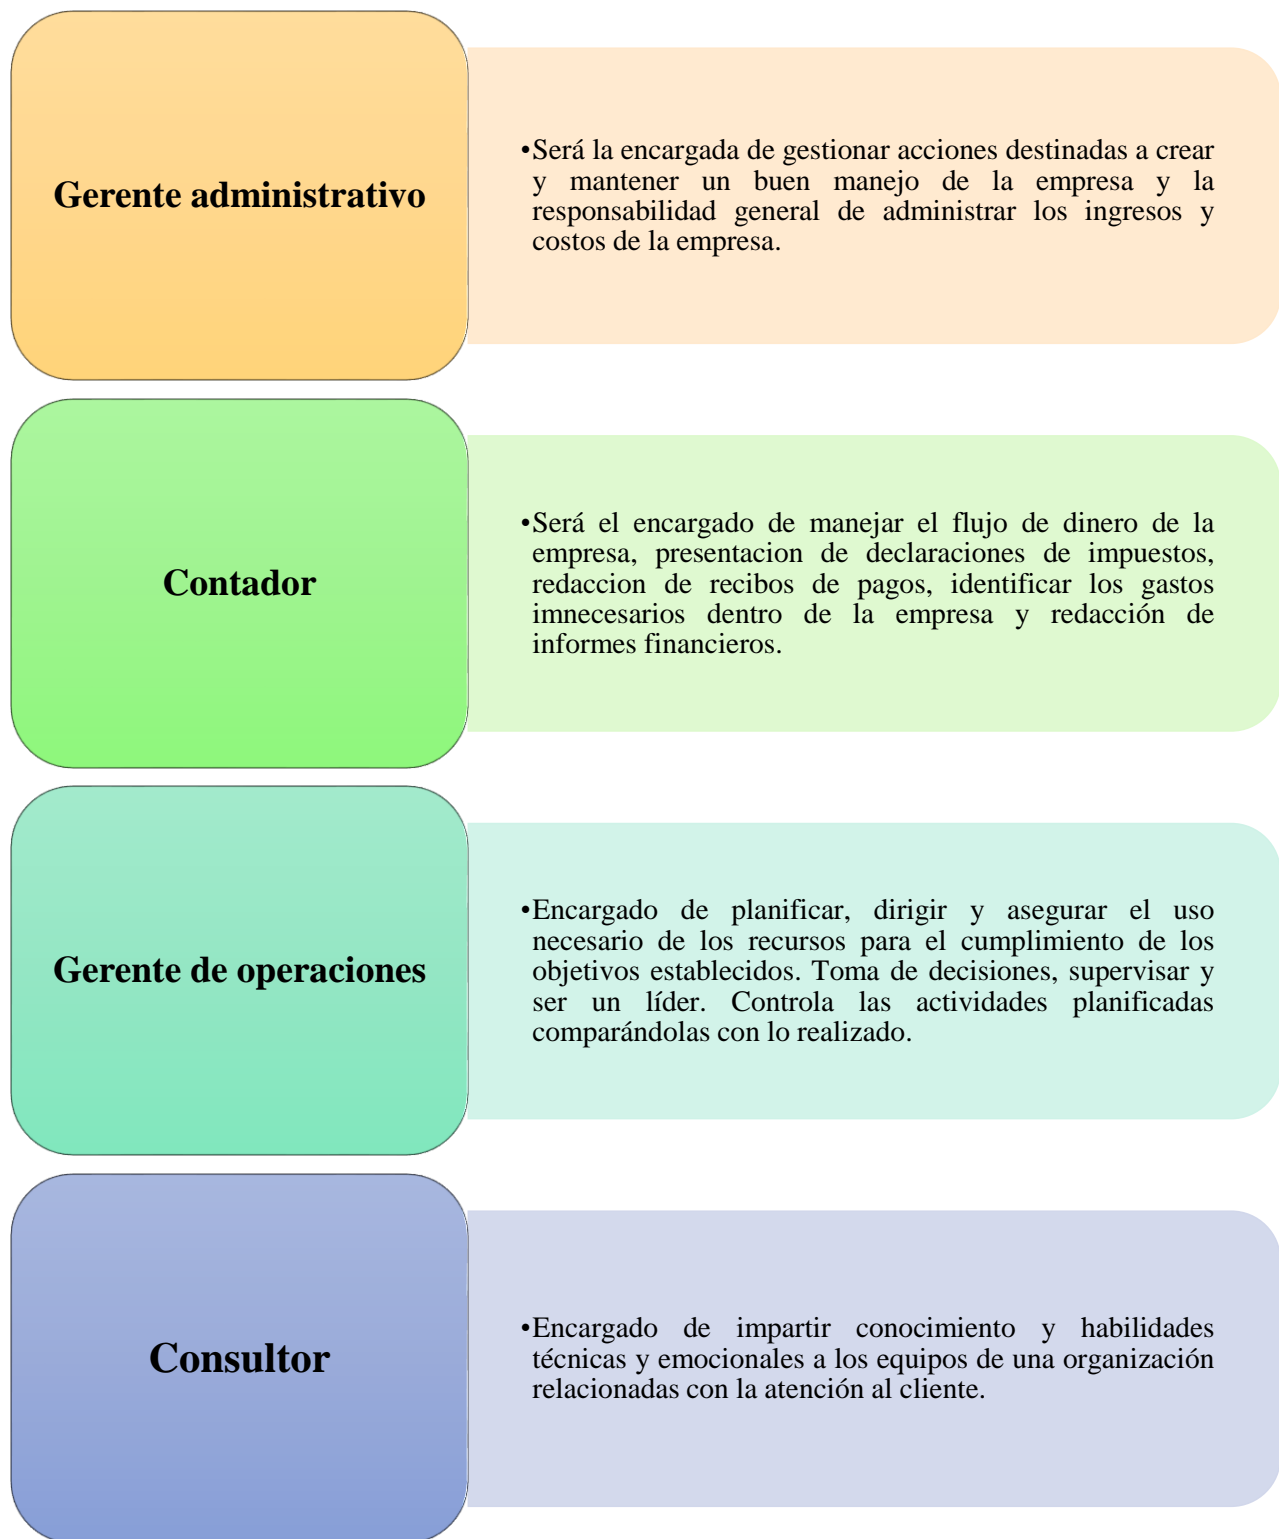 Gerente administrativo
•Será la encargada de gestionar acciones destinadas a crear
y mantener un buen manejo de la empresa y la
responsabilidad general de administrar los ingresos y
costos de la empresa.
Contador
•Será el encargado de manejar el flujo de dinero de la
empresa, presentacion de declaraciones de impuestos,
redaccion de recibos de pagos, identificar los gastos
imnecesarios dentro de la empresa y redacción de
informes financieros.
Gerente de operaciones
•Encargado de planificar, dirigir y asegurar el uso
necesario de los recursos para el cumplimiento de los
objetivos establecidos. Toma de decisiones, supervisar y
ser un líder. Controla las actividades planificadas
comparándolas con lo realizado.
Consultor
•Encargado de impartir conocimiento y habilidades
técnicas y emocionales a los equipos de una organización
relacionadas con la atención al cliente.